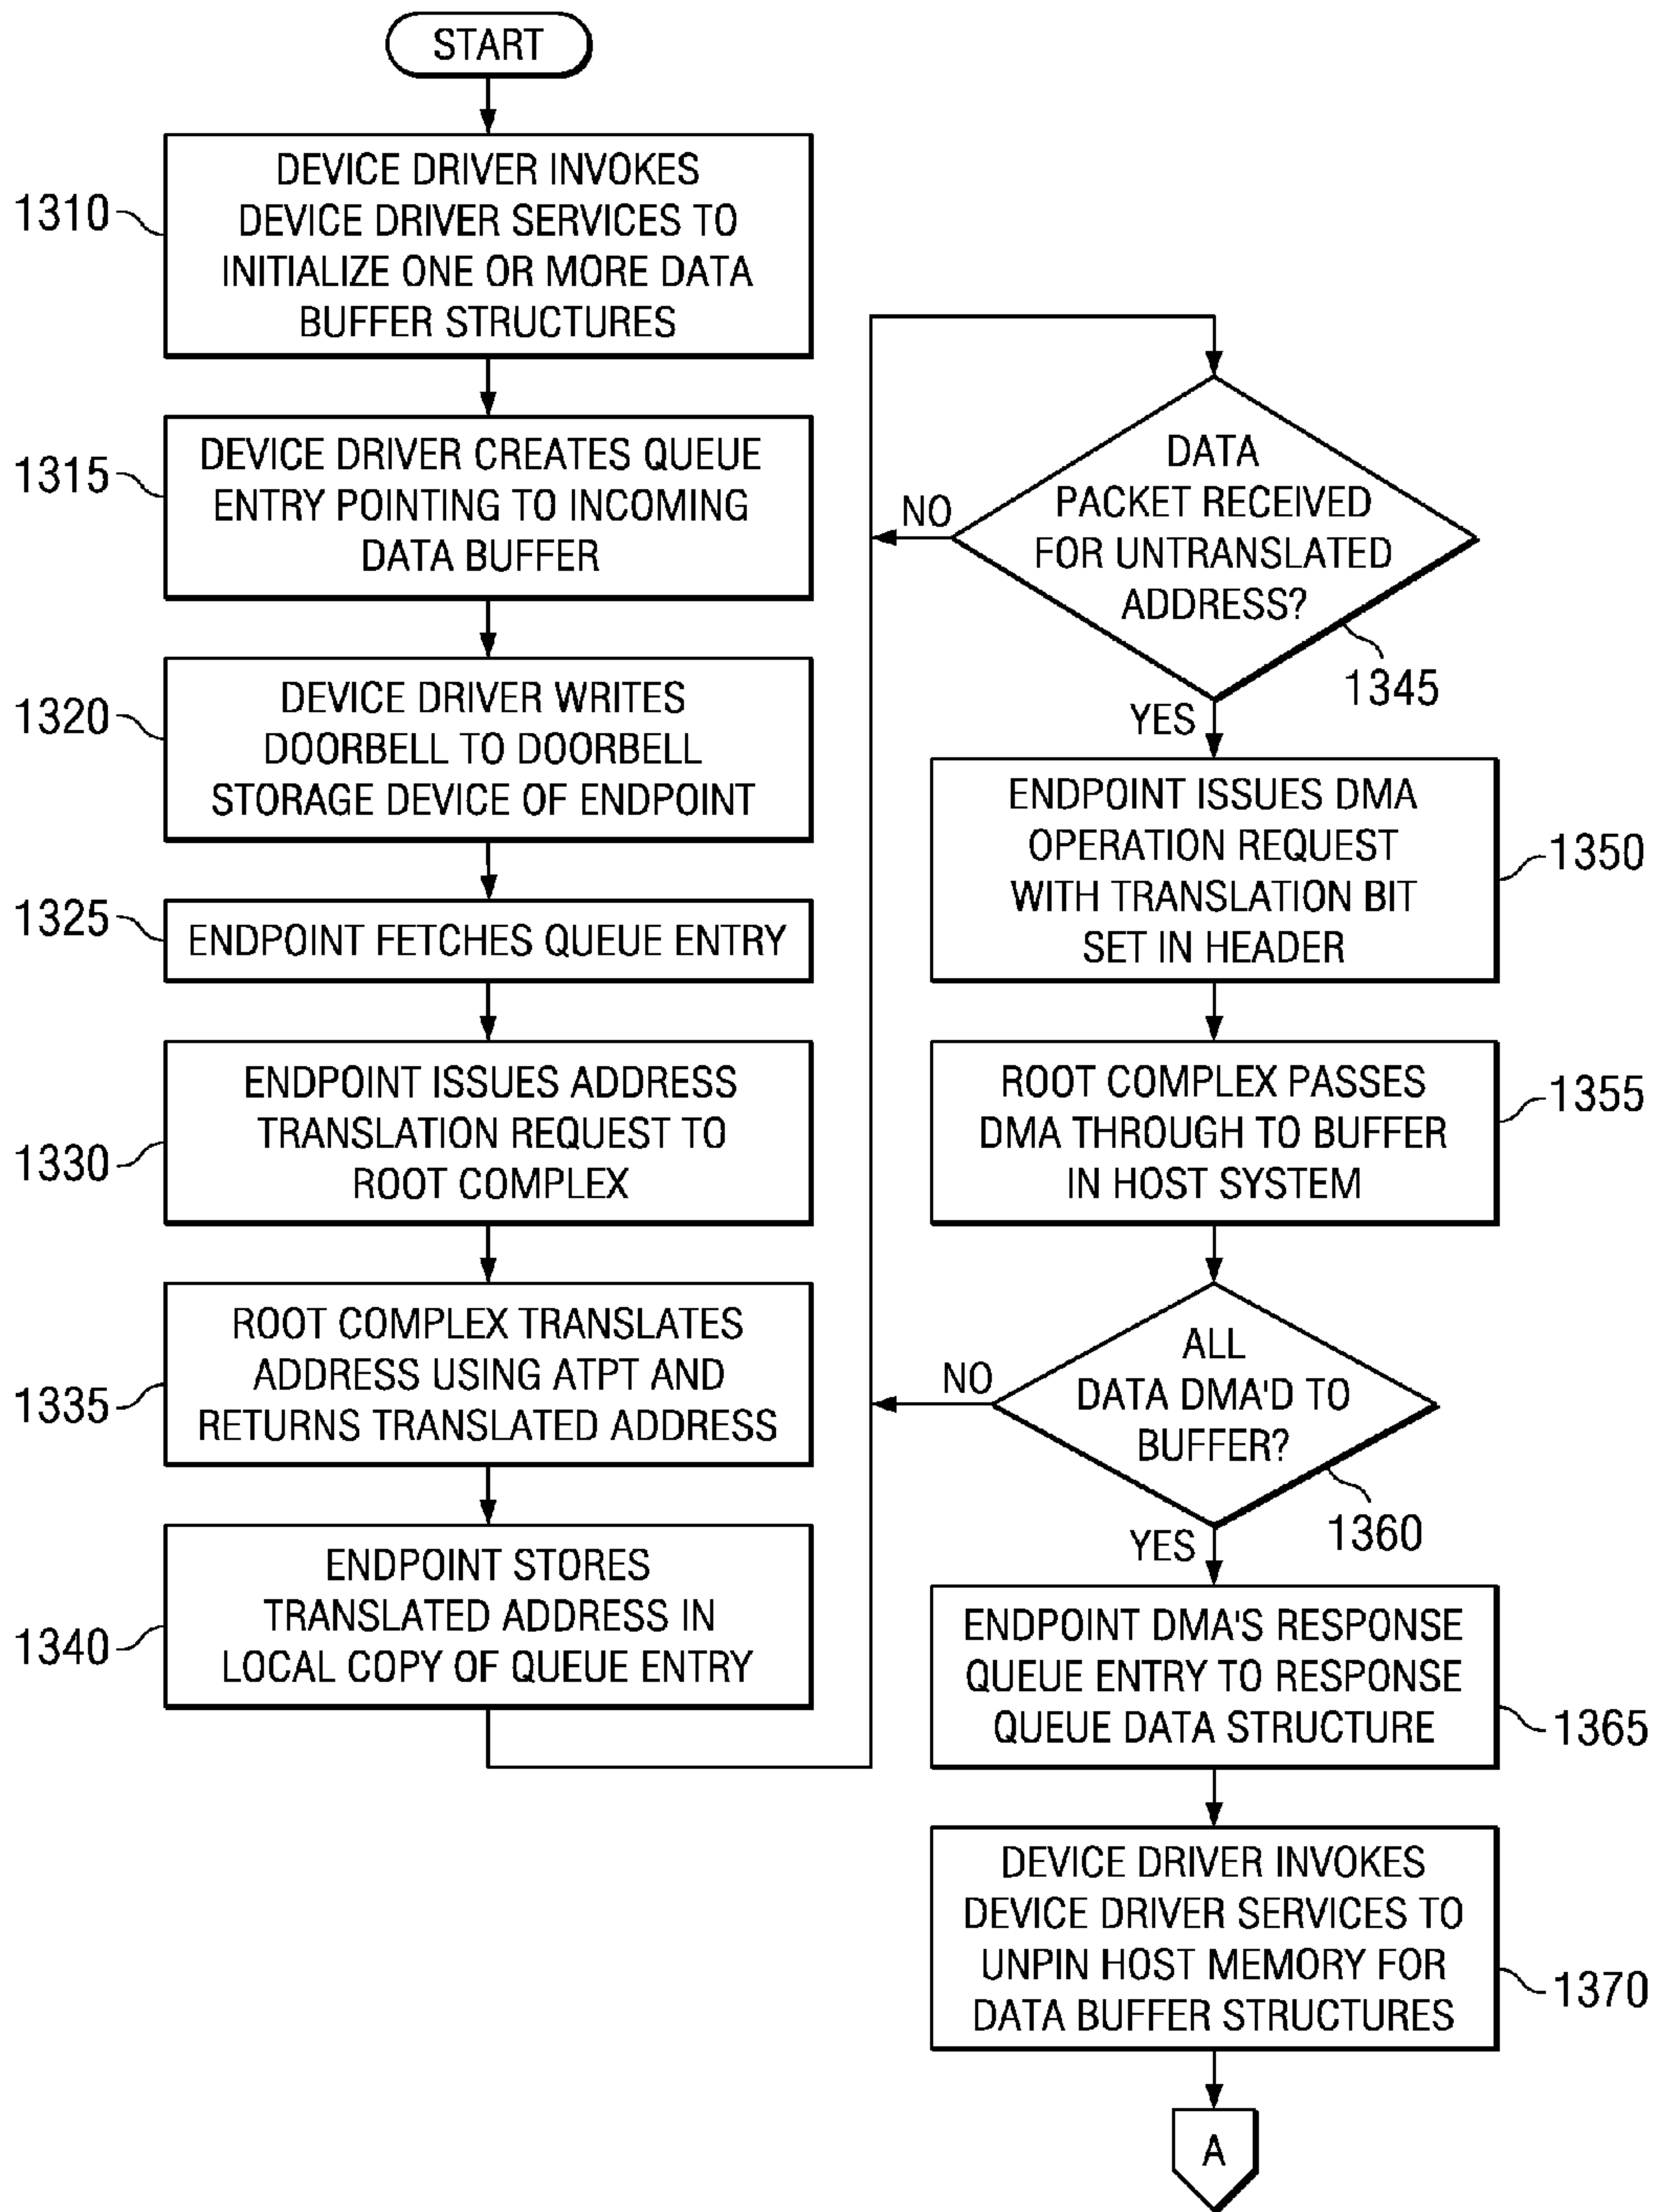 START
1310
DEVICE DRIVER INVOKES
DEVICE DRIVER SERVICES TO
INITIALIZE ONE OR MORE DATA
BUFFER STRUCTURES
1315
DEVICE DRIVER CREATES QUEUE
ENTRY POINTING TO INCOMING
DATA BUFFER
1320
DEVICE DRIVER WRITES
DOORBELL TO DOORBELL
STORAGE DEVICE OF ENDPOINT
1325
ENDPOINT FETCHES QUEUE ENTRY
1330
ENDPOINT ISSUES ADDRESS
TRANSLATION REQUEST TO
ROOT COMPLEX
1335
ROOT COMPLEX TRANSLATES
ADDRESS USING ATPT AND
RETURNS TRANSLATED ADDRESS
1340
ENDPOINT STORES
TRANSLATED ADDRESS IN
LOCAL COPY OF QUEUE ENTRY
DATA
PACKET RECEIVED
FOR UNTRANSLATED
ADDRESS?
NO
1345
YES
ENDPOINT ISSUES DMA
OPERATION REQUEST
WITH TRANSLATION BIT
SET IN HEADER
1350
ROOT COMPLEX PASSES
DMA THROUGH TO BUFFER
IN HOST SYSTEM
1355
ALL
DATA DMA'D TO
BUFFER?
NO
1360
YES
ENDPOINT DMA'S RESPONSE
QUEUE ENTRY TO RESPONSE
QUEUE DATA STRUCTURE
1365
DEVICE DRIVER INVOKES
DEVICE DRIVER SERVICES TO
UNPIN HOST MEMORY FOR
DATA BUFFER STRUCTURES
1370
A